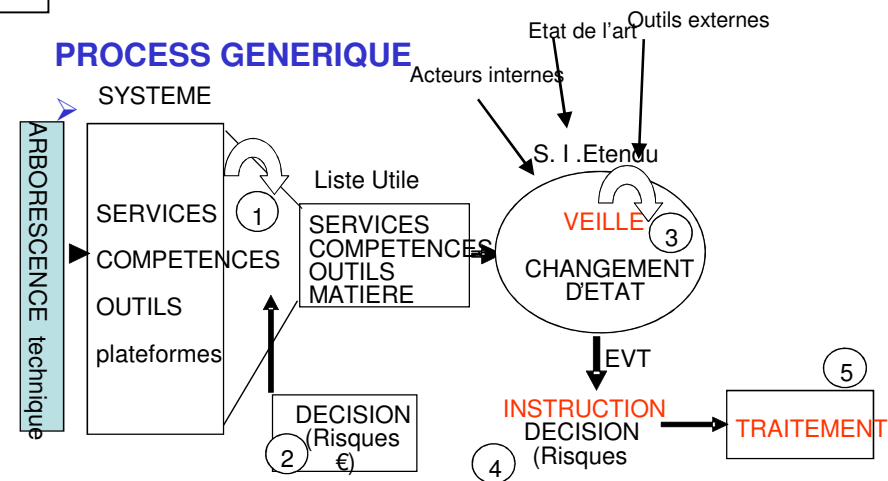 PROCESS GENERIQUE
Etat de l'art
Outils externes
Acteurs internes
SYSTEME
ARBORESCENCE technique
SERVICES
COMPETENCES
OUTILS
plateformes
1
Liste Utile
SERVICES
COMPETENCES
OUTILS
MATIERE
DECISION
(Risques
€)
2
S. I .Etendu
VEILLE
3
CHANGEMENT
D'ETAT
EVT
INSTRUCTION
DECISION
(Risques
4
5
TRAITEMENT